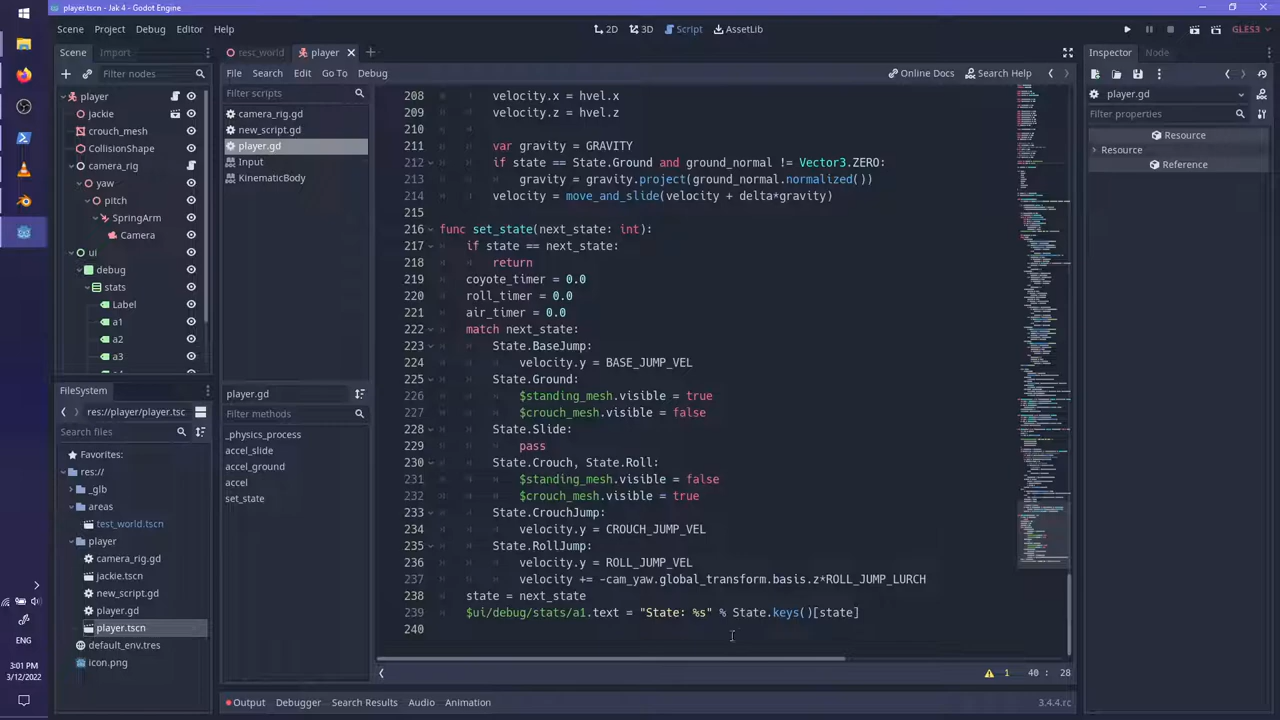 player.tscn - Jak 4 - Godot Engine
Scene Project Debug Editor Help
2D 3D Script AssetLib
GLES3
Scene Import
Filter nodes
player
jackie
crouch_mesh
CollisionShape
camera_rig
yaw
pitch
SpringArm
Camera
ui
debug
stats
Label
a1
a2
a3
FileSystem
res://player/player.tsc
Search files
Favorites:
res://
_glb
areas
test_world.tscn
player
camera_rig.gd
jackie.tscn
new_script.gd
player.gd
player.tscn
default_env.tres
icon.png
ENG
3:01 PM
3/12/2022
test_world player
File Search Edit Go To Debug
Online Docs Search Help
Filter scripts
camera_rig.gd
new_script.gd
player.gd
Input
KinematicBody
player.gd
Filter methods
_physics_process
accel_slide
accel_ground
accel
set_state
208 velocity.x = hvel.x
209 velocity.z = hvel.z
210
211 var gravity = GRAVITY
212 if state == State.Ground and ground_normal != Vector3.ZERO:
213 gravity = gravity.project(ground_normal.normalized())
214 velocity = move_and_slide(velocity + delta*gravity)
215
216 func set_state(next_state: int):
217 if state == next_state:
218 return
219 coyote_timer = 0.0
220 roll_timer = 0.0
221 air_timer = 0.0
222 match next_state:
223 State.BaseJump:
224 velocity.y = BASE_JUMP_VEL
225 State.Ground:
226 $standing_mesh.visible = true
227 $crouch_mesh.visible = false
228 State.Slide:
229 pass
230 State.Crouch, State.Roll:
231 $standing_mesh.visible = false
232 $crouch_mesh.visible = true
233 State.CrouchJump:
234 velocity.y = CROUCH_JUMP_VEL
235 State.RollJump:
236 velocity.y = ROLL_JUMP_VEL
237 velocity += -cam_yaw.global_transform.basis.z*ROLL_JUMP_LURCH
238 state = next_state
239 $ui/debug/stats/a1.text = "State: %s" % State.keys()[state]
240
1 40 : 28
Output Debugger Search Results Audio Animation
3.4.4.rc
Inspector Node
player.gd
Filter properties
Resource
Resource
Reference